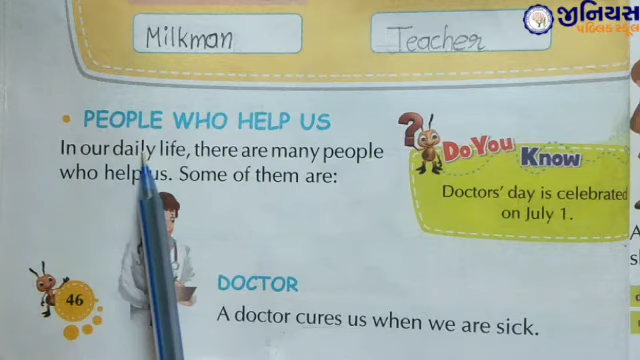 જીનિયસ
પબ્લિક સ્કૂલ
Milkman
Teacher
PEOPLE WHO HELP US
In our daily life, there are many people
who help us. Some of them are:
Do You Know
Doctors' day is celebrated
on July 1.
46
DOCTOR
A doctor cures us when we are sick.